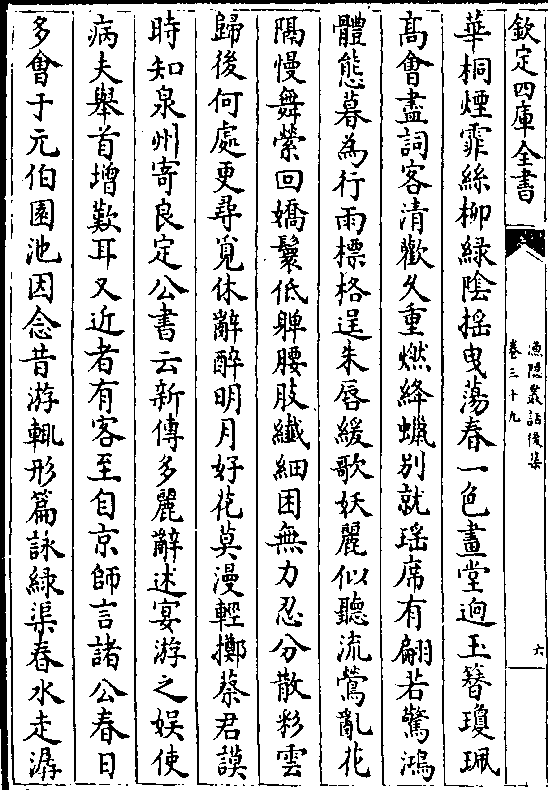 欽定四庫全書
漁隱叢話後集
卷三十九
六
華桐煙霏絲柳緑陰揺曳蕩春一色畫堂逈玉簪瓊珮
髙㑹盡詞客清歡久重燃絳蠟别就瑶席有翩若驚鴻
體態暮為行雨標格逞朱唇緩歌妖麗似聽流鶯亂花
隔慢舞縈回嬌鬟低嚲腰肢纎細困無力忍分散彩雲
歸後何處更尋覓休辭醉明月好花莫漫輕擲蔡君謨
時知泉州寄良定公書云新傳多麗辭述宴游之娱使
病夫舉首增歎耳又近者有客至自京師言諸公春日
多㑹于元伯園池因念昔游輒形篇詠緑渠春水走潺